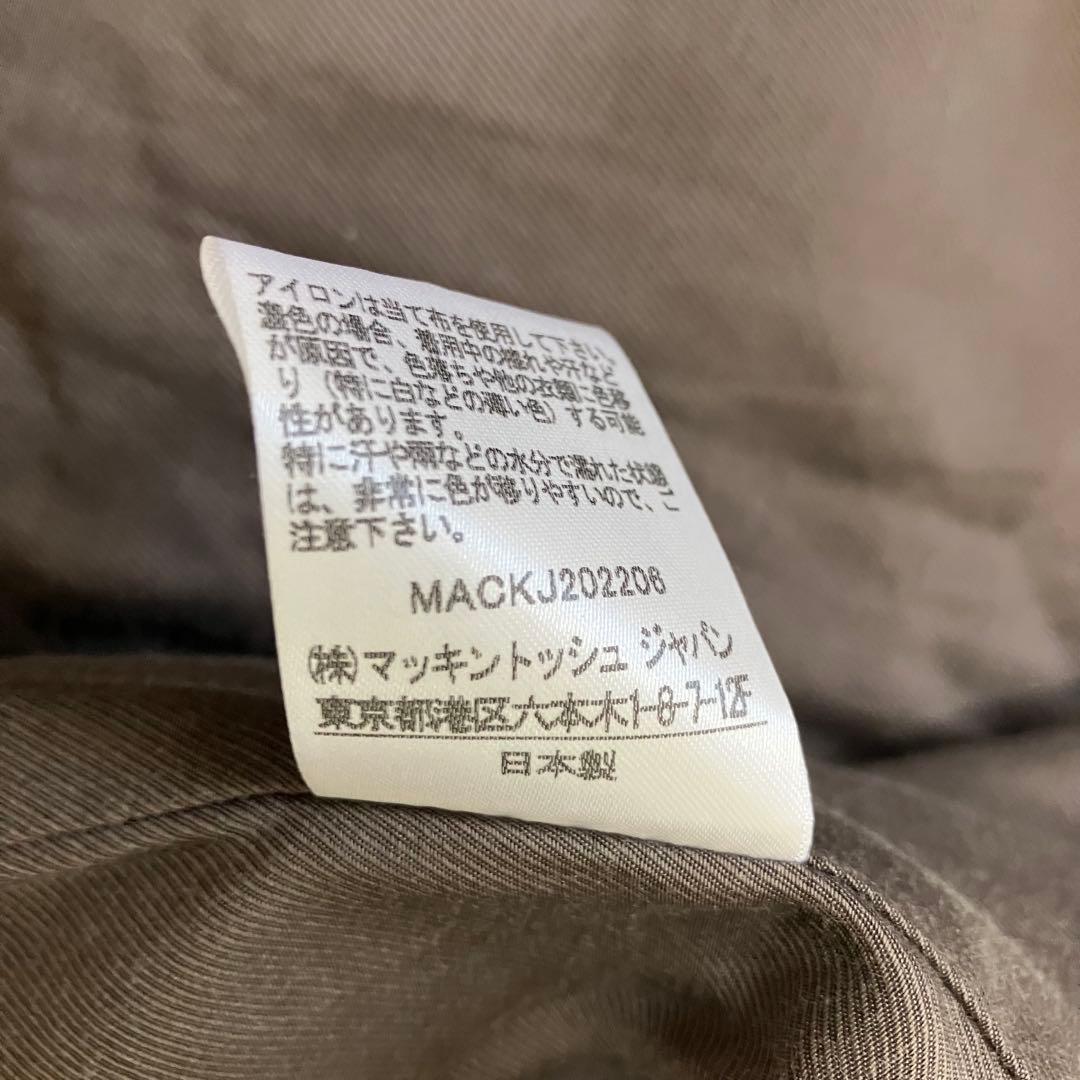 アイロンは当て布を使用して下さい。
濃色の場合、着用中の擦れや汗など
が原因で、色落ちや他の衣類に色移
り（特に白などの薄い色）する可能
性があります。
特に汗や雨などの水分で濡れた状態
は、非常に色が移りやすいので、ご
注意下さい。
MACKJ202206
(株)マッキントッシュ ジャパン
東京都港区六本木1-8-7-12F
日本製